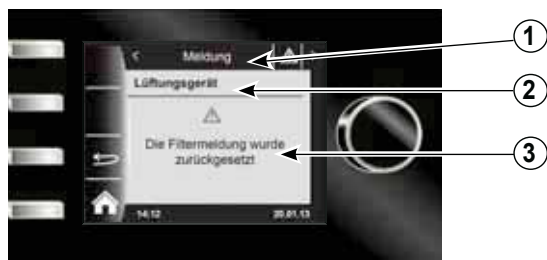 < Meldung
1
Lüftungsgerät
2
Die Filtermeldung wurde
zurückgesetzt
3
14:12 20.01.13